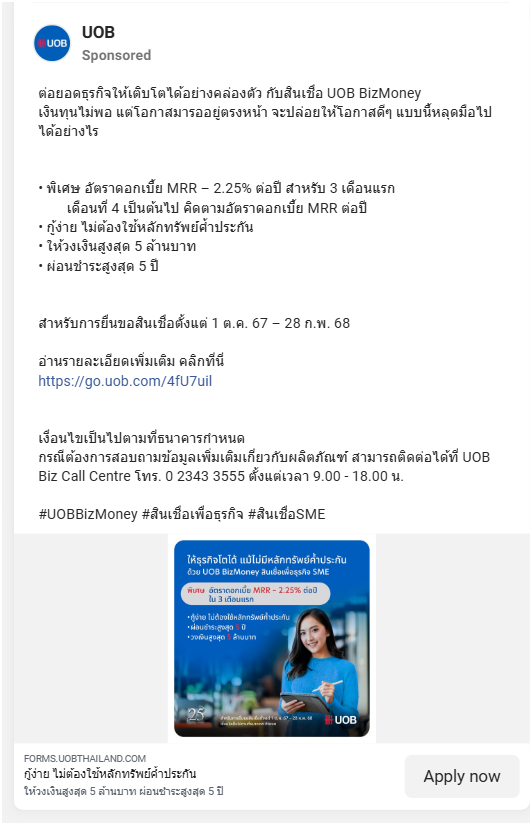 UOB
UOB
Sponsored
ต่อยอดธุรกิจให้เติบโตได้อย่างคล่องตัว กับสินเชื่อ UOB BizMoney
เงินทุนไม่พอ แต่โอกาสมารออยู่ตรงหน้า จะปล่อยให้โอกาสดีๆ แบบนี้หลุดมือไป
ได้อย่างไร
• พิเศษ อัตราดอกเบี้ย MRR – 2.25% ต่อปี สำหรับ 3 เดือนแรก
เดือนที่ 4 เป็นต้นไป คิดตามอัตราดอกเบี้ย MRR ต่อปี
• กู้ง่าย ไม่ต้องใช้หลักทรัพย์ค้ำประกัน
• ให้วงเงินสูงสุด 5 ล้านบาท
• ผ่อนชำระสูงสุด 5 ปี
สำหรับการยื่นขอสินเชื่อตั้งแต่ 1 ต.ค. 67 – 28 ก.พ. 68
อ่านรายละเอียดเพิ่มเติม คลิกที่นี่
https://go.uob.com/4fU7uil
เงื่อนไขเป็นไปตามที่ธนาคารกำหนด
กรณีต้องการสอบถามข้อมูลเพิ่มเติมเกี่ยวกับผลิตภัณฑ์ สามารถติดต่อได้ที่ UOB
Biz Call Centre โทร. 0 2343 3555 ตั้งแต่เวลา 9.00 - 18.00 น.
#UOBBizMoney #สินเชื่อเพื่อธุรกิจ #สินเชื่อSME
ให้ธุรกิจโตได้ แม้ไม่มีหลักทรัพย์ค้ำประกัน
ด้วย UOB BizMoney สินเชื่อเพื่อธุรกิจ SME
พิเศษ อัตราดอกเบี้ย MRR – 2.25% ต่อปี
ใน 3 เดือนแรก
• กู้ง่าย ไม่ต้องใช้หลักทรัพย์ค้ำประกัน
• ผ่อนชำระสูงสุด 5 ปี
• วงเงินสูงสุด 5 ล้านบาท
25
UOB
FORMS.UOBTHAILAND.COM
กู้ง่าย ไม่ต้องใช้หลักทรัพย์ค้ำประกัน
ให้วงเงินสูงสุด 5 ล้านบาท ผ่อนชำระสูงสุด 5 ปี
Apply now